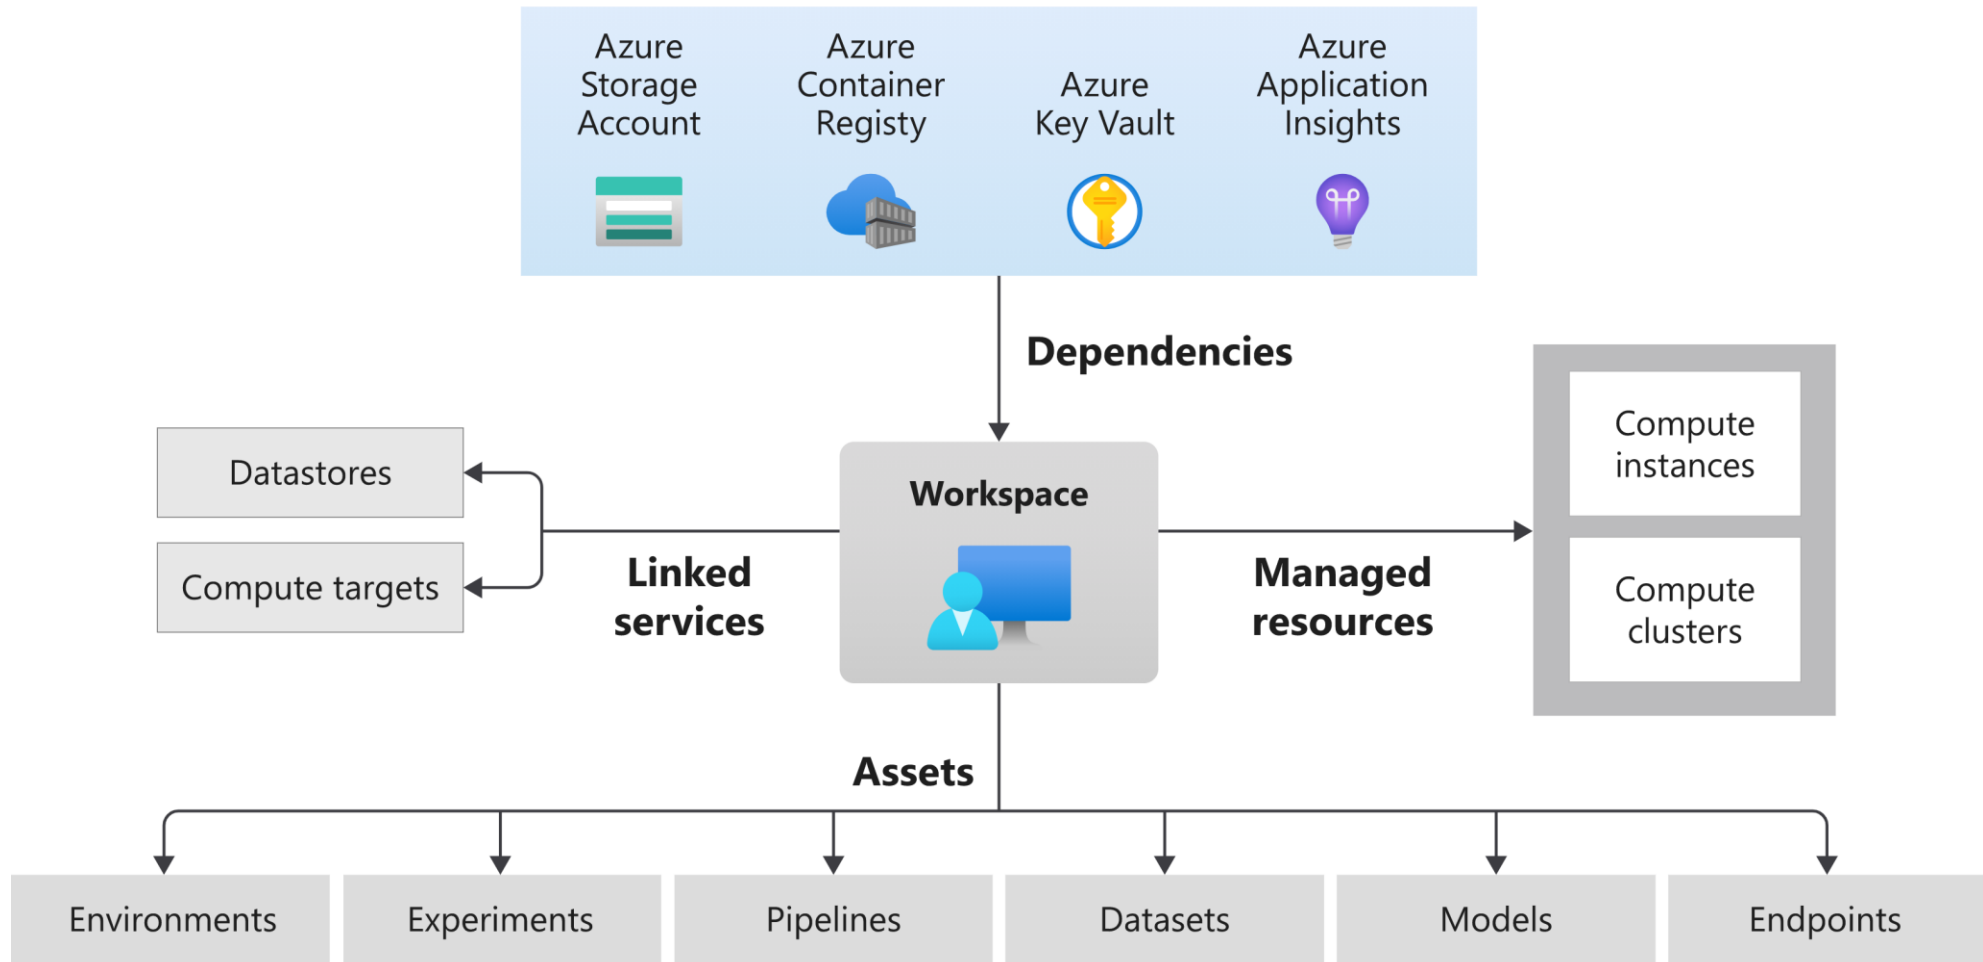 Azure
Storage
Account
Azure
Container
Registy
Azure
Key Vault
Azure
Application
Insights
Dependencies
Datastores
Compute targets
Linked
services
Workspace
Managed
resources
Compute
instances
Compute
clusters
Assets
Environments
Experiments
Pipelines
Datasets
Models
Endpoints